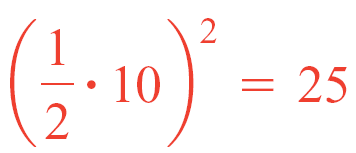 (1/2 · 10)² = 25